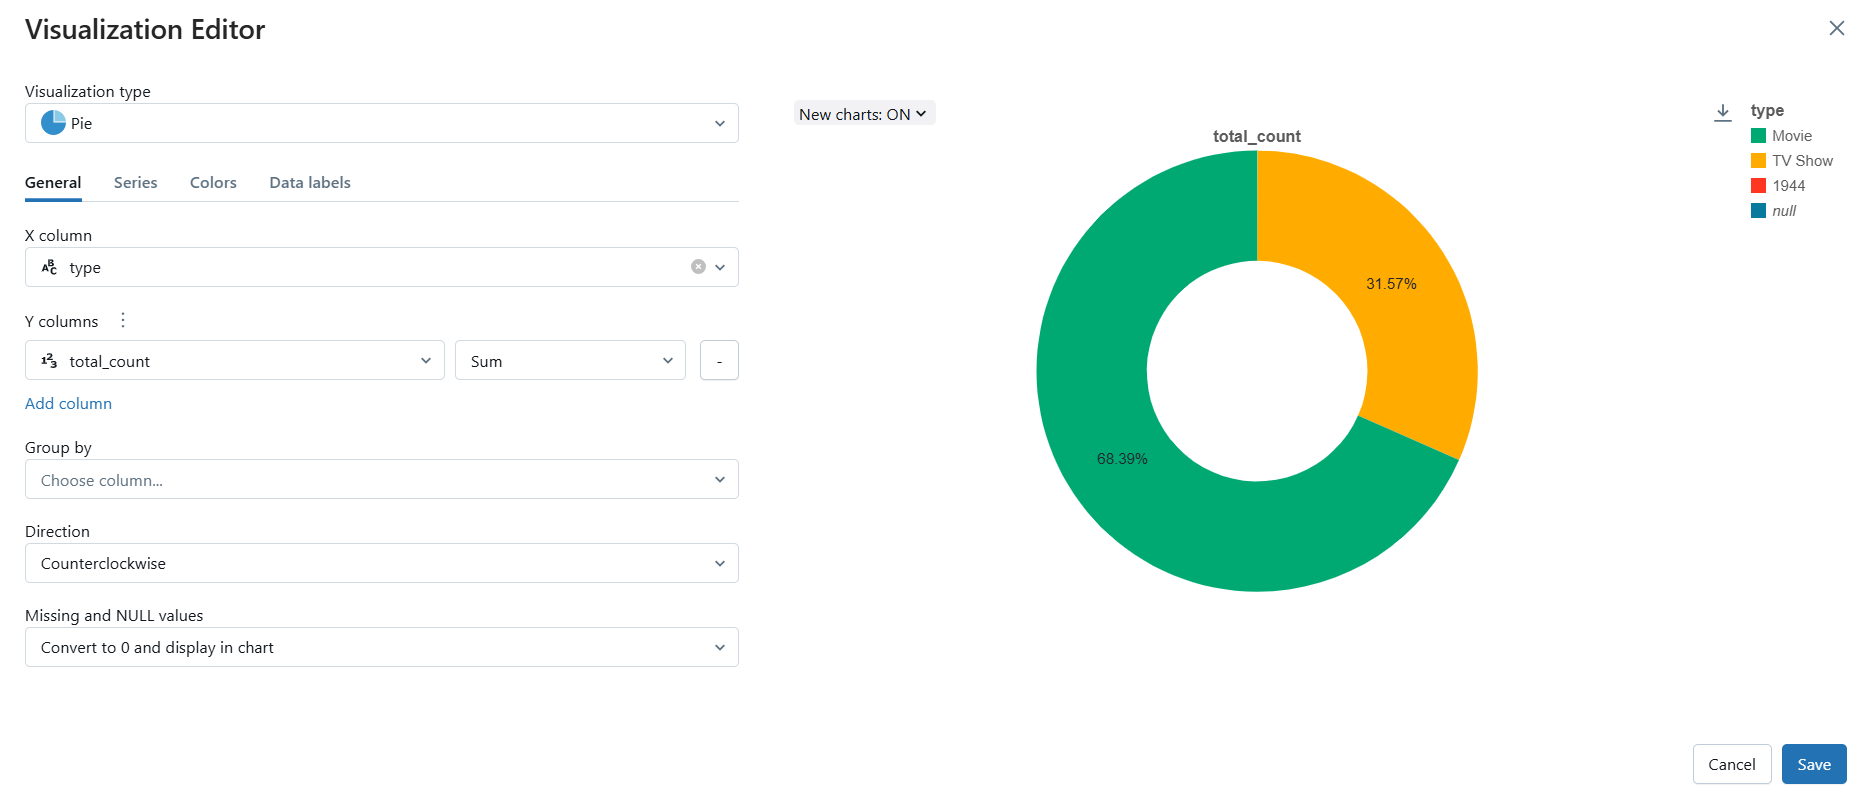 Visualization Editor
Visualization type
Pie
General Series Colors Data labels
X column
ABC type
Y columns
123 total_count Sum -
Add column
Group by
Choose column...
Direction
Counterclockwise
Missing and NULL values
Convert to 0 and display in chart
New charts: ON
total_count
31.57%
68.39%
type
Movie
TV Show
1944
null
Cancel Save